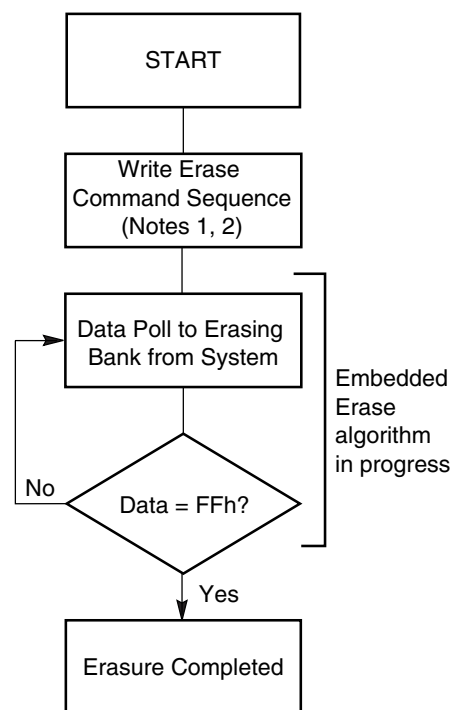 START
Write Erase
Command Sequence
(Notes 1, 2)
Data Poll to Erasing
Bank from System
Embedded
Erase
algorithm
in progress
No
Data = FFh?
Yes
Erasure Completed